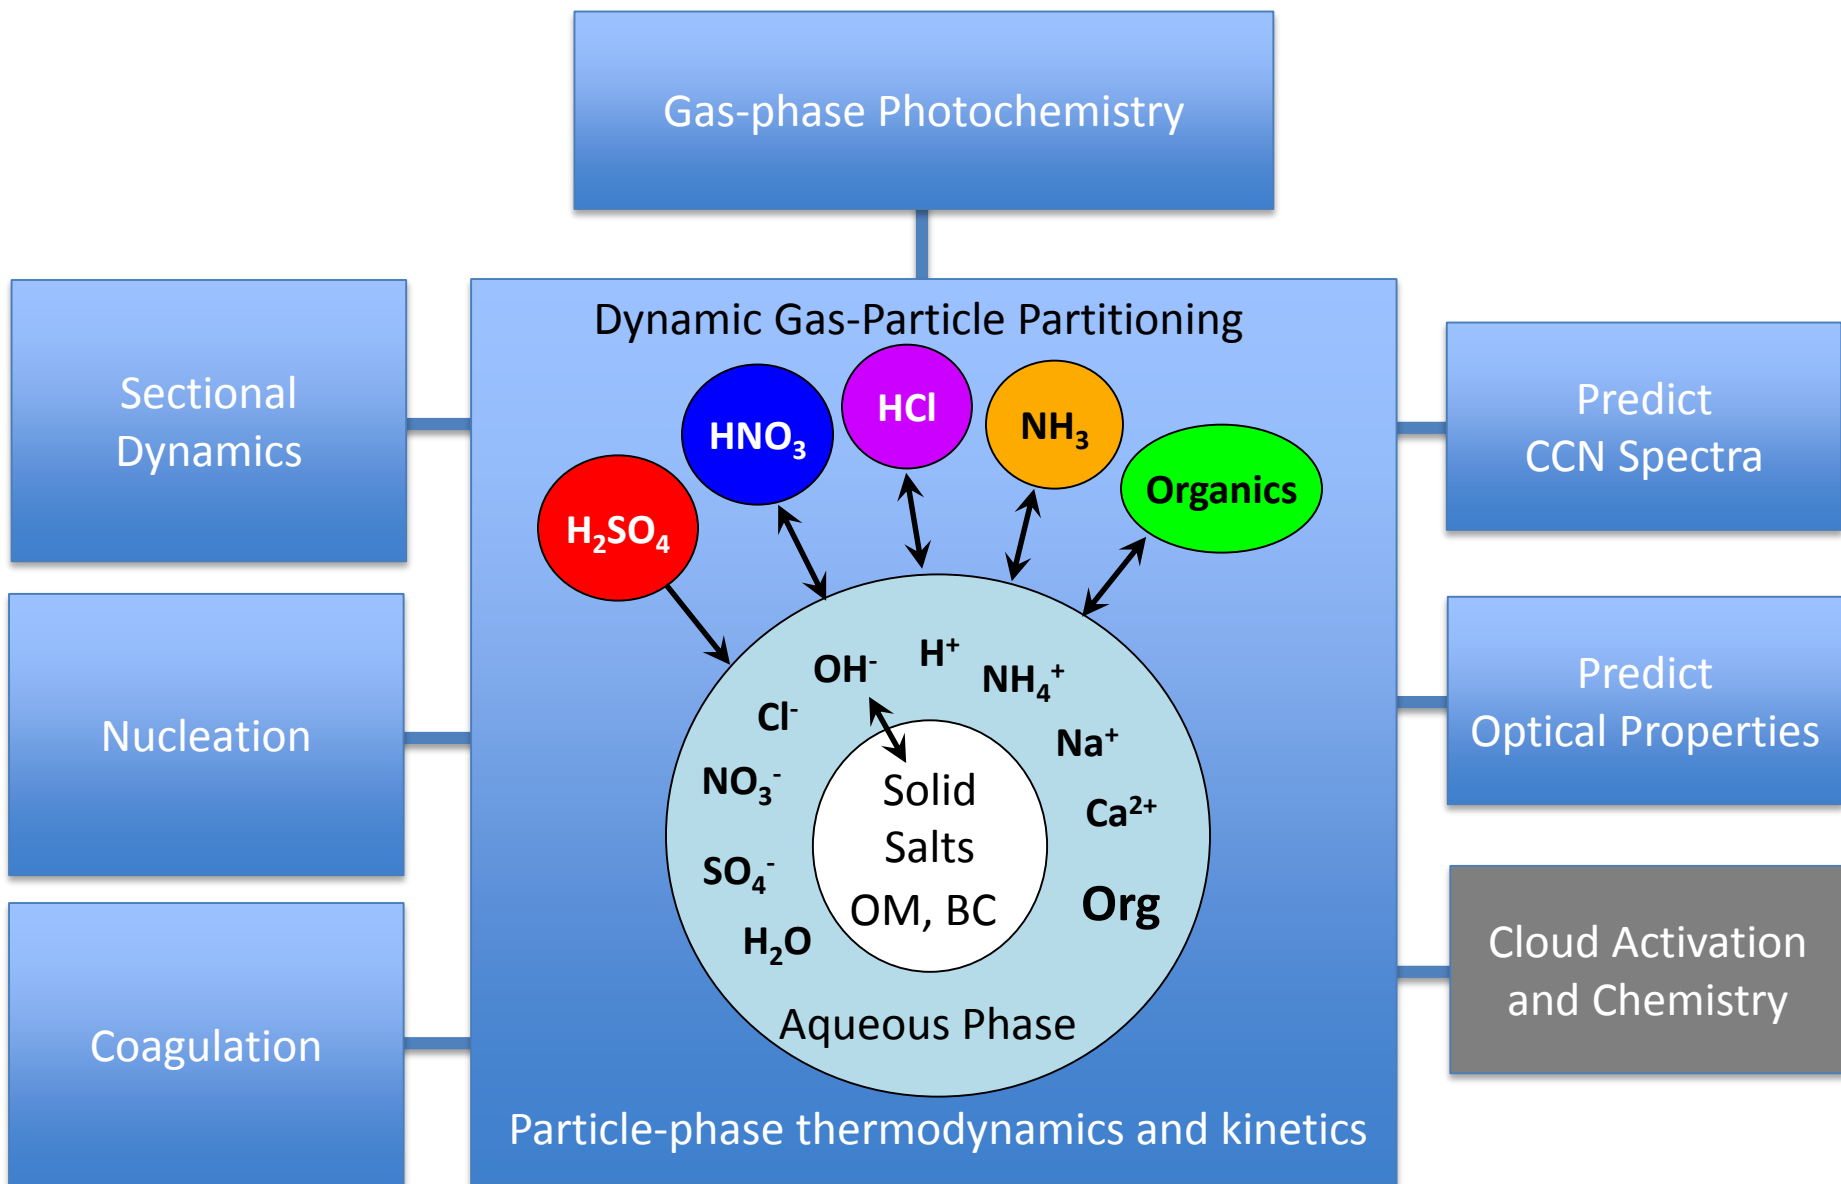 Gas-phase Photochemistry
Sectional
Dynamics
Nucleation
Coagulation
Dynamic Gas-Particle Partitioning
H₂SO₄
HNO₃
HCl
NH₃
Organics
OH⁻
H⁺
NH₄⁺
Cl⁻
Na⁺
NO₃⁻
Ca²⁺
SO₄⁻
Org
H₂O
Solid
Salts
OM, BC
Aqueous Phase
Particle-phase thermodynamics and kinetics
Predict
CCN Spectra
Predict
Optical Properties
Cloud Activation
and Chemistry